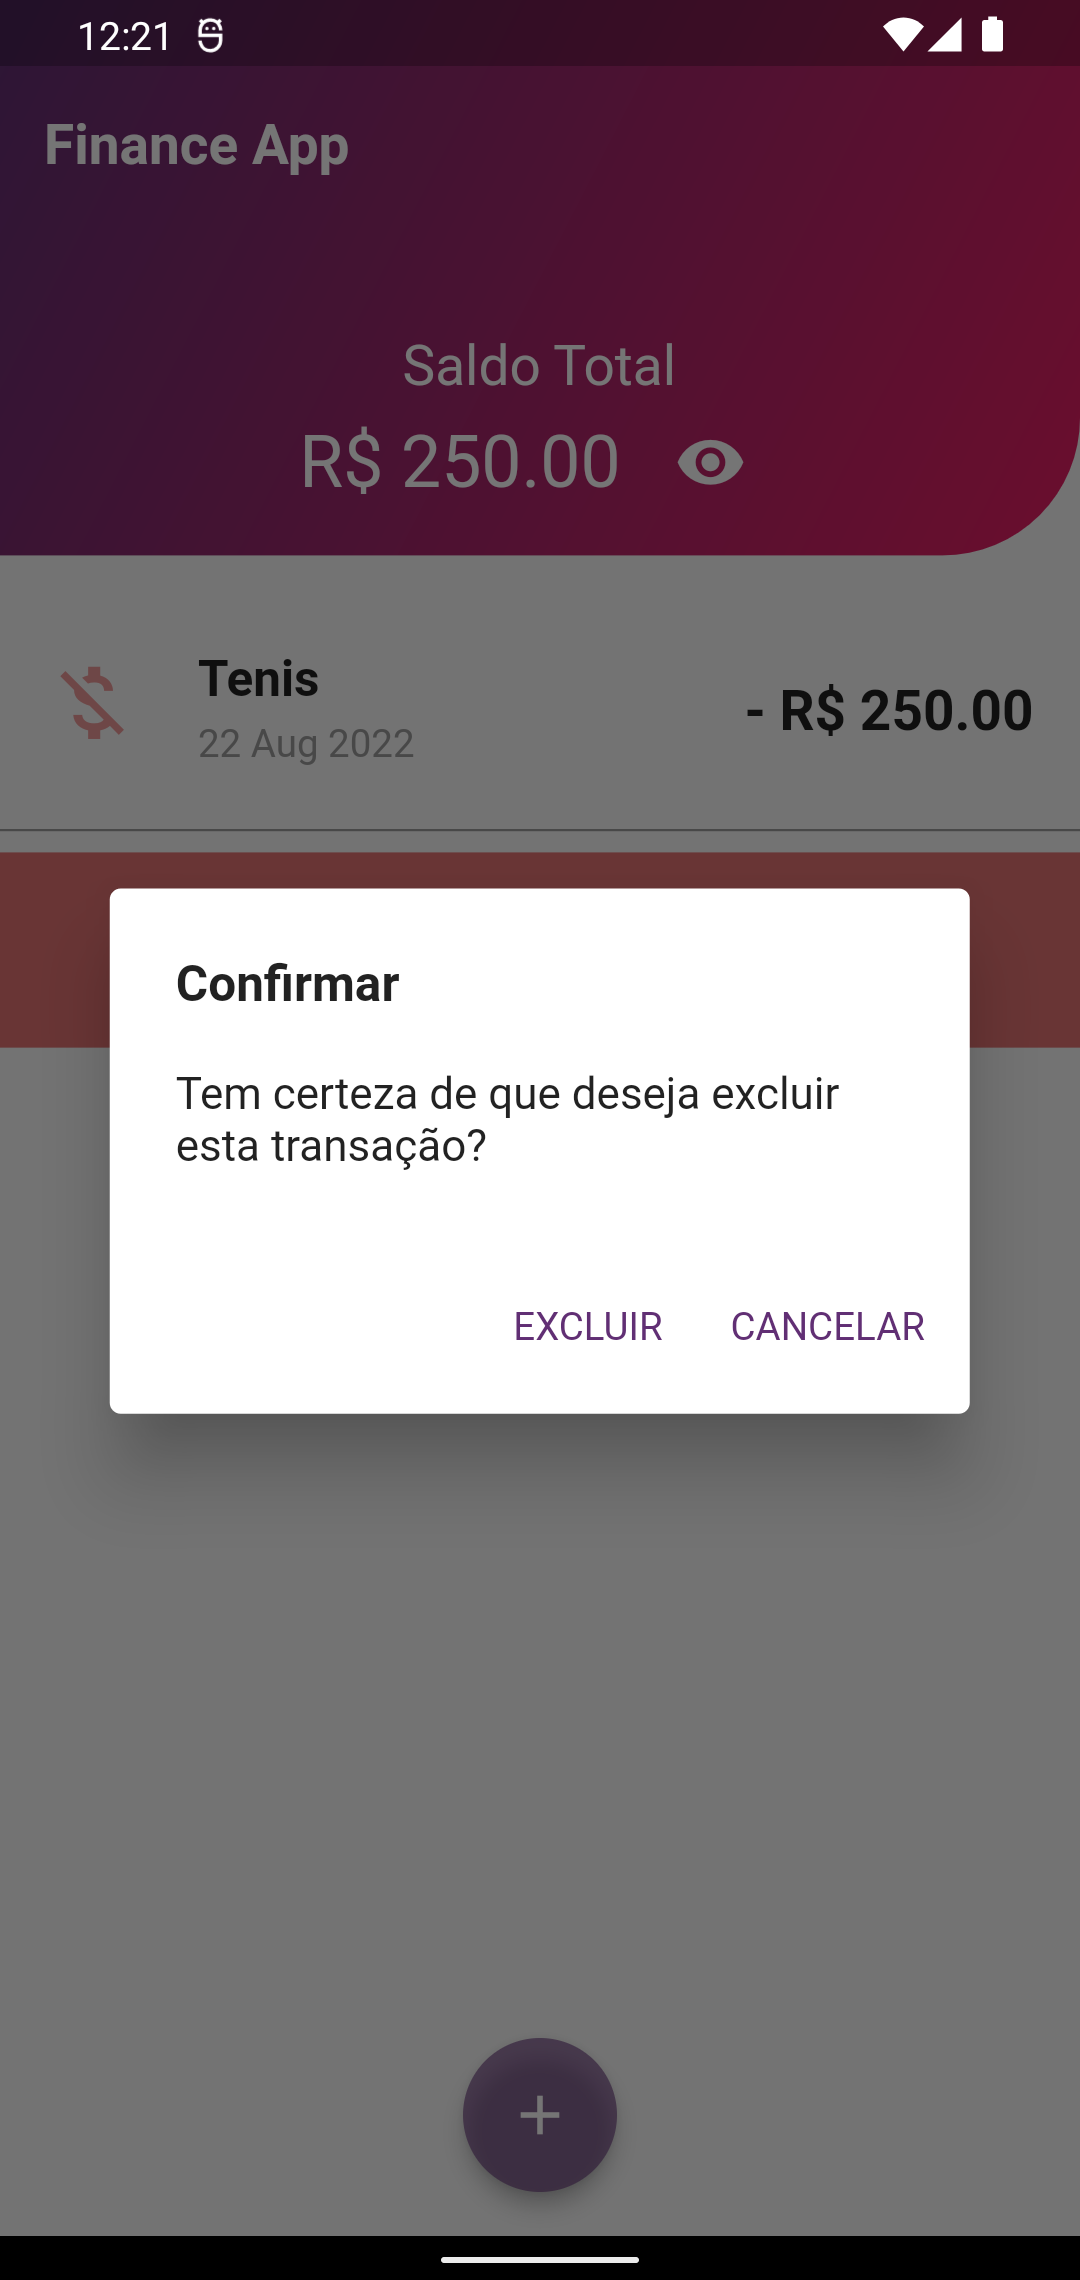 12:21
Finance App
Saldo Total
R$ 250.00
Tenis
22 Aug 2022
- R$ 250.00
Confirmar
Tem certeza de que deseja excluir
esta transação?
EXCLUIR CANCELAR